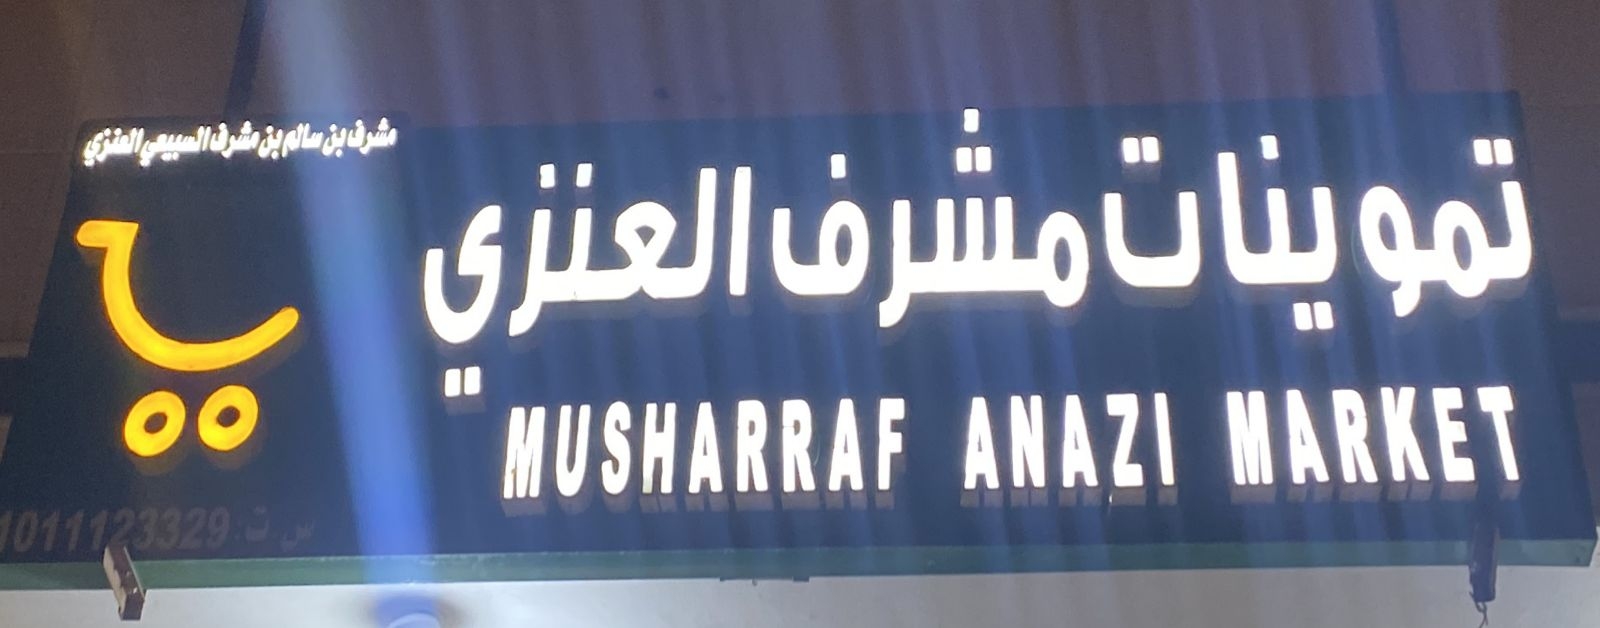 مشرف بن سالم بن مشرف السبيعي العنزي
تموينات مشرف العنزي
MUSHARRAF ANAZI MARKET
س.ت: 1011123329